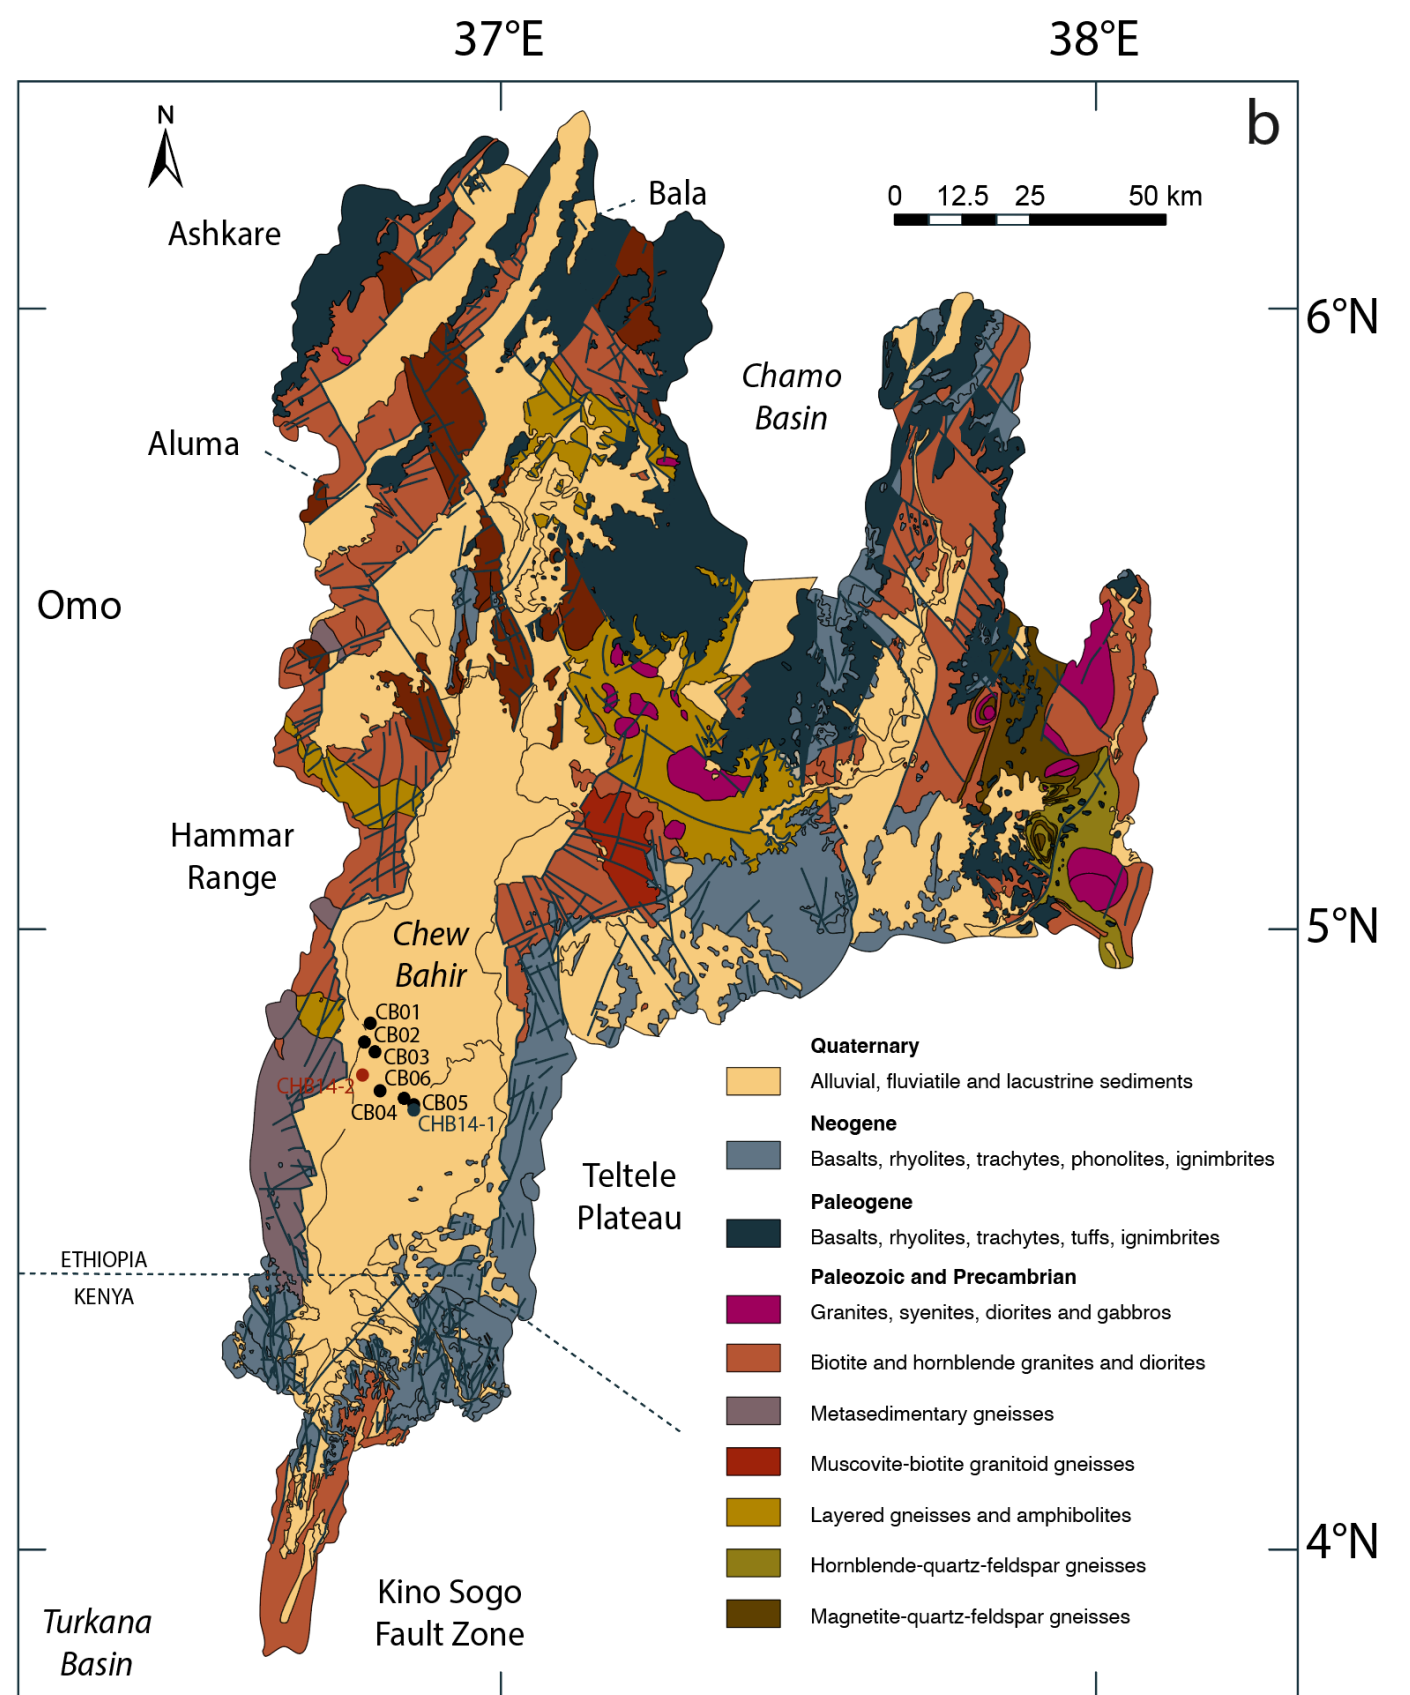 37°E
38°E
b
N
0 12.5 25 50 km
Bala
Ashkare
6°N
Chamo
Basin
Aluma
Omo
Hammar
Range
Chew
Bahir
5°N
CB01
CB02
CB03
CHB14-2
CB06
CB04
CB05
CHB14-1
Teltele
Plateau
ETHIOPIA
KENYA
Quaternary
Alluvial, fluviatile and lacustrine sediments
Neogene
Basalts, rhyolites, trachytes, phonolites, ignimbrites
Paleogene
Basalts, rhyolites, trachytes, tuffs, ignimbrites
Paleozoic and Precambrian
Granites, syenites, diorites and gabbros
Biotite and hornblende granites and diorites
Metasedimentary gneisses
Muscovite-biotite granitoid gneisses
Layered gneisses and amphibolites
Hornblende-quartz-feldspar gneisses
Magnetite-quartz-feldspar gneisses
4°N
Kino Sogo
Fault Zone
Turkana
Basin